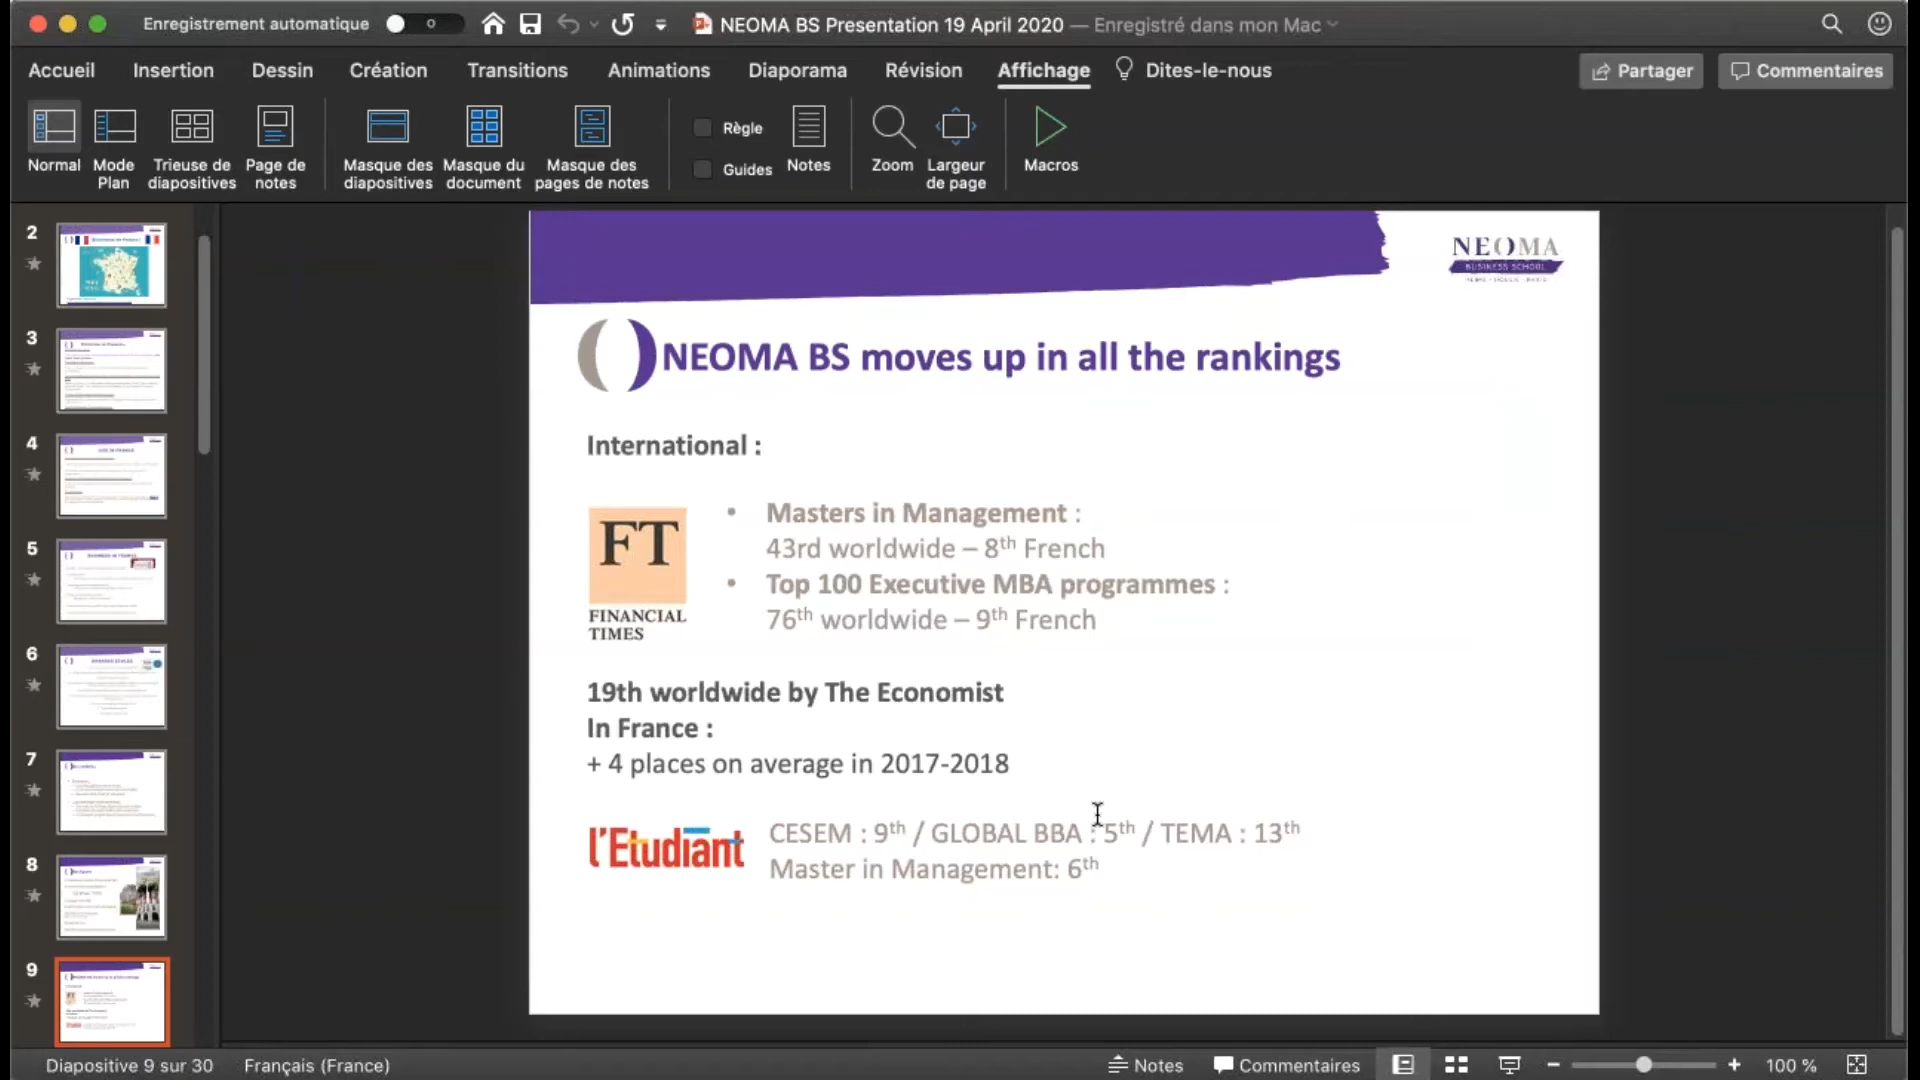 Enregistrement automatique
NEOMA BS Presentation 19 April 2020 — Enregistré dans mon Mac
Accueil Insertion Dessin Création Transitions Animations Diaporama Révision Affichage Dites-le-nous Partager Commentaires
Normal
Mode Plan
Trieuse de diapositives
Page de notes
Masque des diapositives
Masque du document
Masque des pages de notes
Règle
Guides
Notes
Zoom
Largeur de page
Macros
2
3
4
5
6
7
8
9
NEOMA
BUSINESS SCHOOL
NEOMA BS moves up in all the rankings
International :
FT
FINANCIAL
TIMES
• Masters in Management :
43rd worldwide – 8th French
• Top 100 Executive MBA programmes :
76th worldwide – 9th French
19th worldwide by The Economist
In France :
+ 4 places on average in 2017-2018
l'Etudiant
CESEM : 9th / GLOBAL BBA : 5th / TEMA : 13th
Master in Management: 6th
Diapositive 9 sur 30 Français (France) Notes Commentaires 100 %